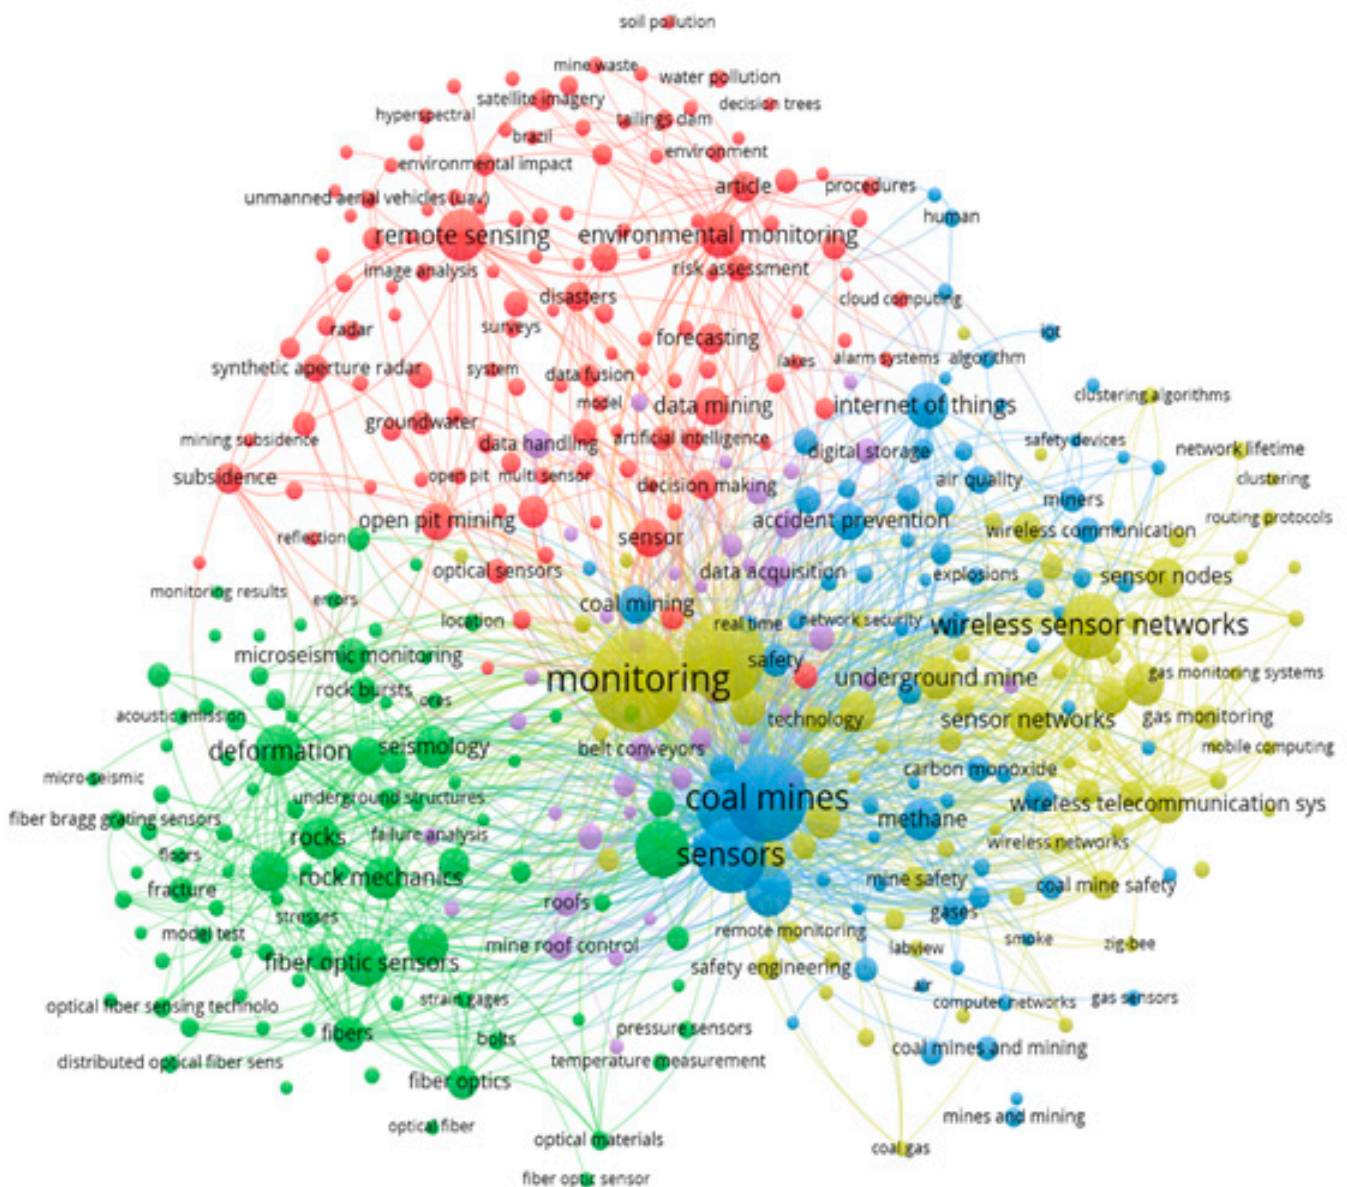 soil pollution
mine waste
water pollution
satellite imagery
decision trees
hyperspectral
tailings dam
brazil
environment
environmental impact
article
procedures
unmanned aerial vehicles (uav)
human
remote sensing
environmental monitoring
image analysis
risk assessment
disasters
cloud computing
radar
surveys
forecasting
iot
synthetic aperture radar
system
data fusion
lakes
alarm systems
algorithm
clustering algorithms
model
data mining
internet of things
groundwater
mining subsidence
data handling
artificial intelligence
digital storage
safety devices
network lifetime
subsidence
open pit
multi sensor
decision making
air quality
clustering
miners
open pit mining
accident prevention
routing protocols
reflection
sensor
wireless communication
optical sensors
data acquisition
explosions
sensor nodes
monitoring results
errors
coal mining
location
real time
network security
wireless sensor networks
microseismic monitoring
safety
monitoring
underground mine
gas monitoring systems
rock bursts
ores
acoustic emission
technology
sensor networks
gas monitoring
deformation
seismology
belt conveyors
mobile computing
micro-seismic
carbon monoxide
underground structures
coal mines
wireless telecommunication sys
fiber bragg grating sensors
rocks
failure analysis
methane
floors
sensors
wireless networks
fracture
rock mechanics
mine safety
coal mine safety
stresses
roofs
gases
model test
mine roof control
remote monitoring
labview
smoke
zig-bee
fiber optic sensors
safety engineering
air
optical fiber sensing technolo
strain gages
computer networks
gas sensors
fibers
bolts
pressure sensors
distributed optical fiber sens
temperature measurement
coal mines and mining
fiber optics
optical fiber
optical materials
mines and mining
coal gas
fiber optic sensor